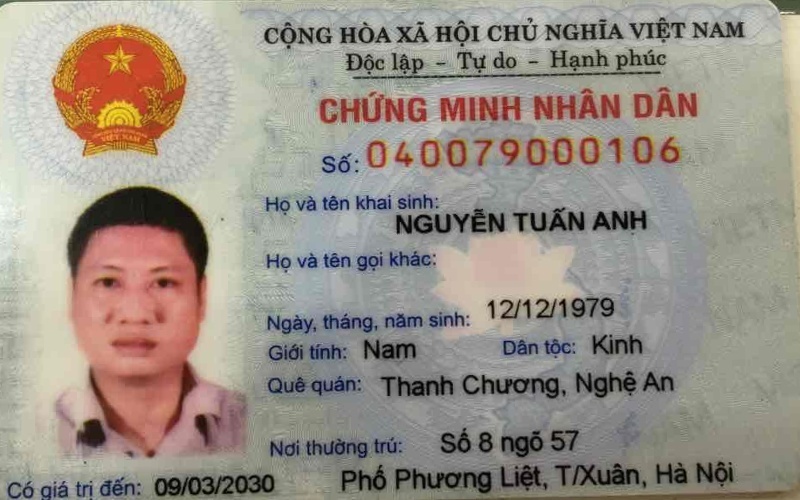 CỘNG HÒA XÃ HỘI CHỦ NGHĨA VIỆT NAM
Độc lập - Tự do - Hạnh phúc
CHỨNG MINH NHÂN DÂN
Số: 040079000106
Họ và tên khai sinh:
NGUYỄN TUẤN ANH
Họ và tên gọi khác:
Ngày, tháng, năm sinh: 12/12/1979
Giới tính: Nam Dân tộc: Kinh
Quê quán: Thanh Chương, Nghệ An
Nơi thường trú: Số 8 ngõ 57
Phố Phương Liệt, T/Xuân, Hà Nội
Có giá trị đến: 09/03/2030